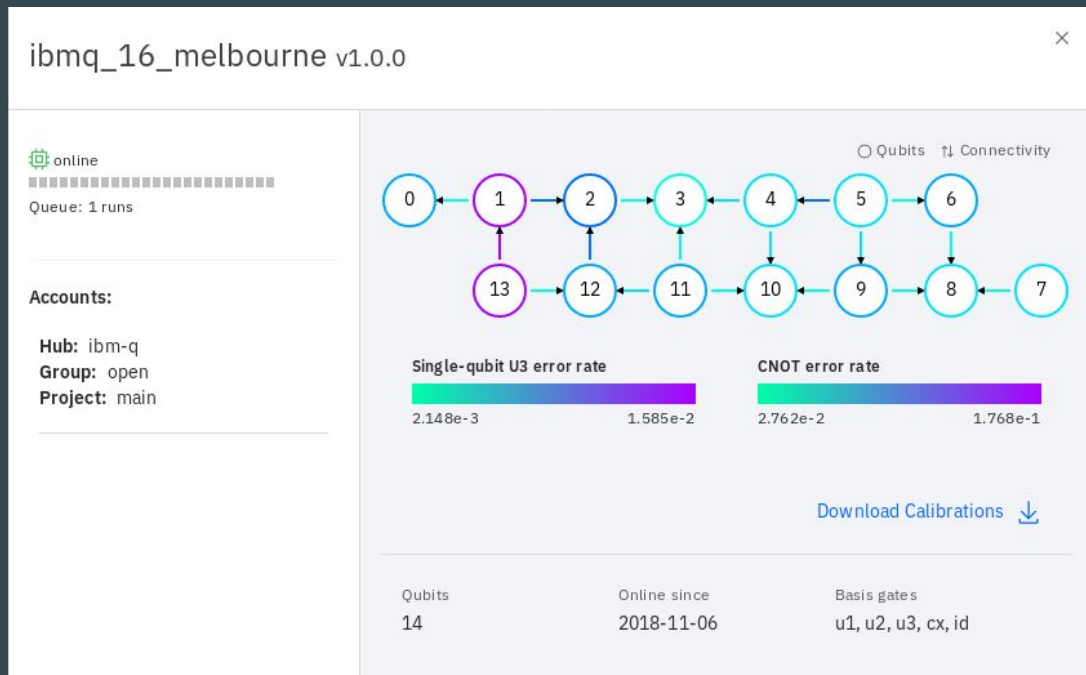 ibmq_16_melbourne v1.0.0
online
Queue: 1 runs
Accounts:
Hub: ibm-q
Group: open
Project: main
Qubits Connectivity
0 1 2 3 4 5 6
13 12 11 10 9 8 7
Single-qubit U3 error rate CNOT error rate
2.148e-3 1.585e-2 2.762e-2 1.768e-1
Download Calibrations
Qubits Online since Basis gates
14 2018-11-06 u1, u2, u3, cx, id